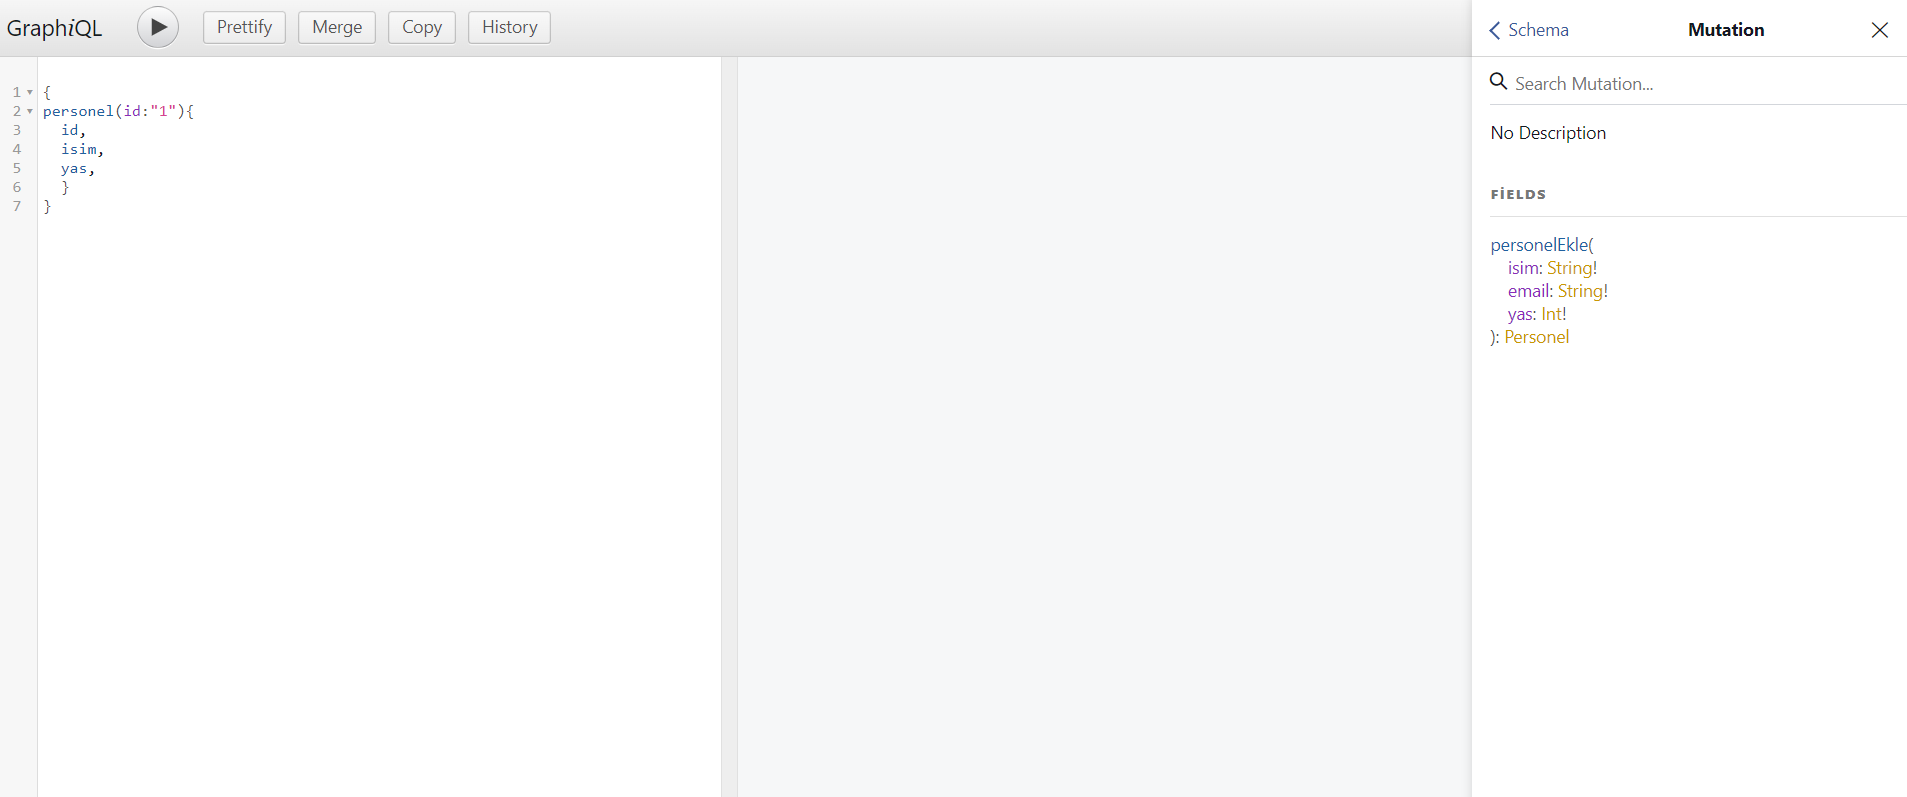 GraphiQL
Prettify
Merge
Copy
History
Schema
Mutation
1 {
2 personel(id:"1"){
3 id,
4 isim,
5 yas,
6 }
7 }
Search Mutation...
No Description
FİELDS
personelEkle(
isim: String!
email: String!
yas: Int!
): Personel